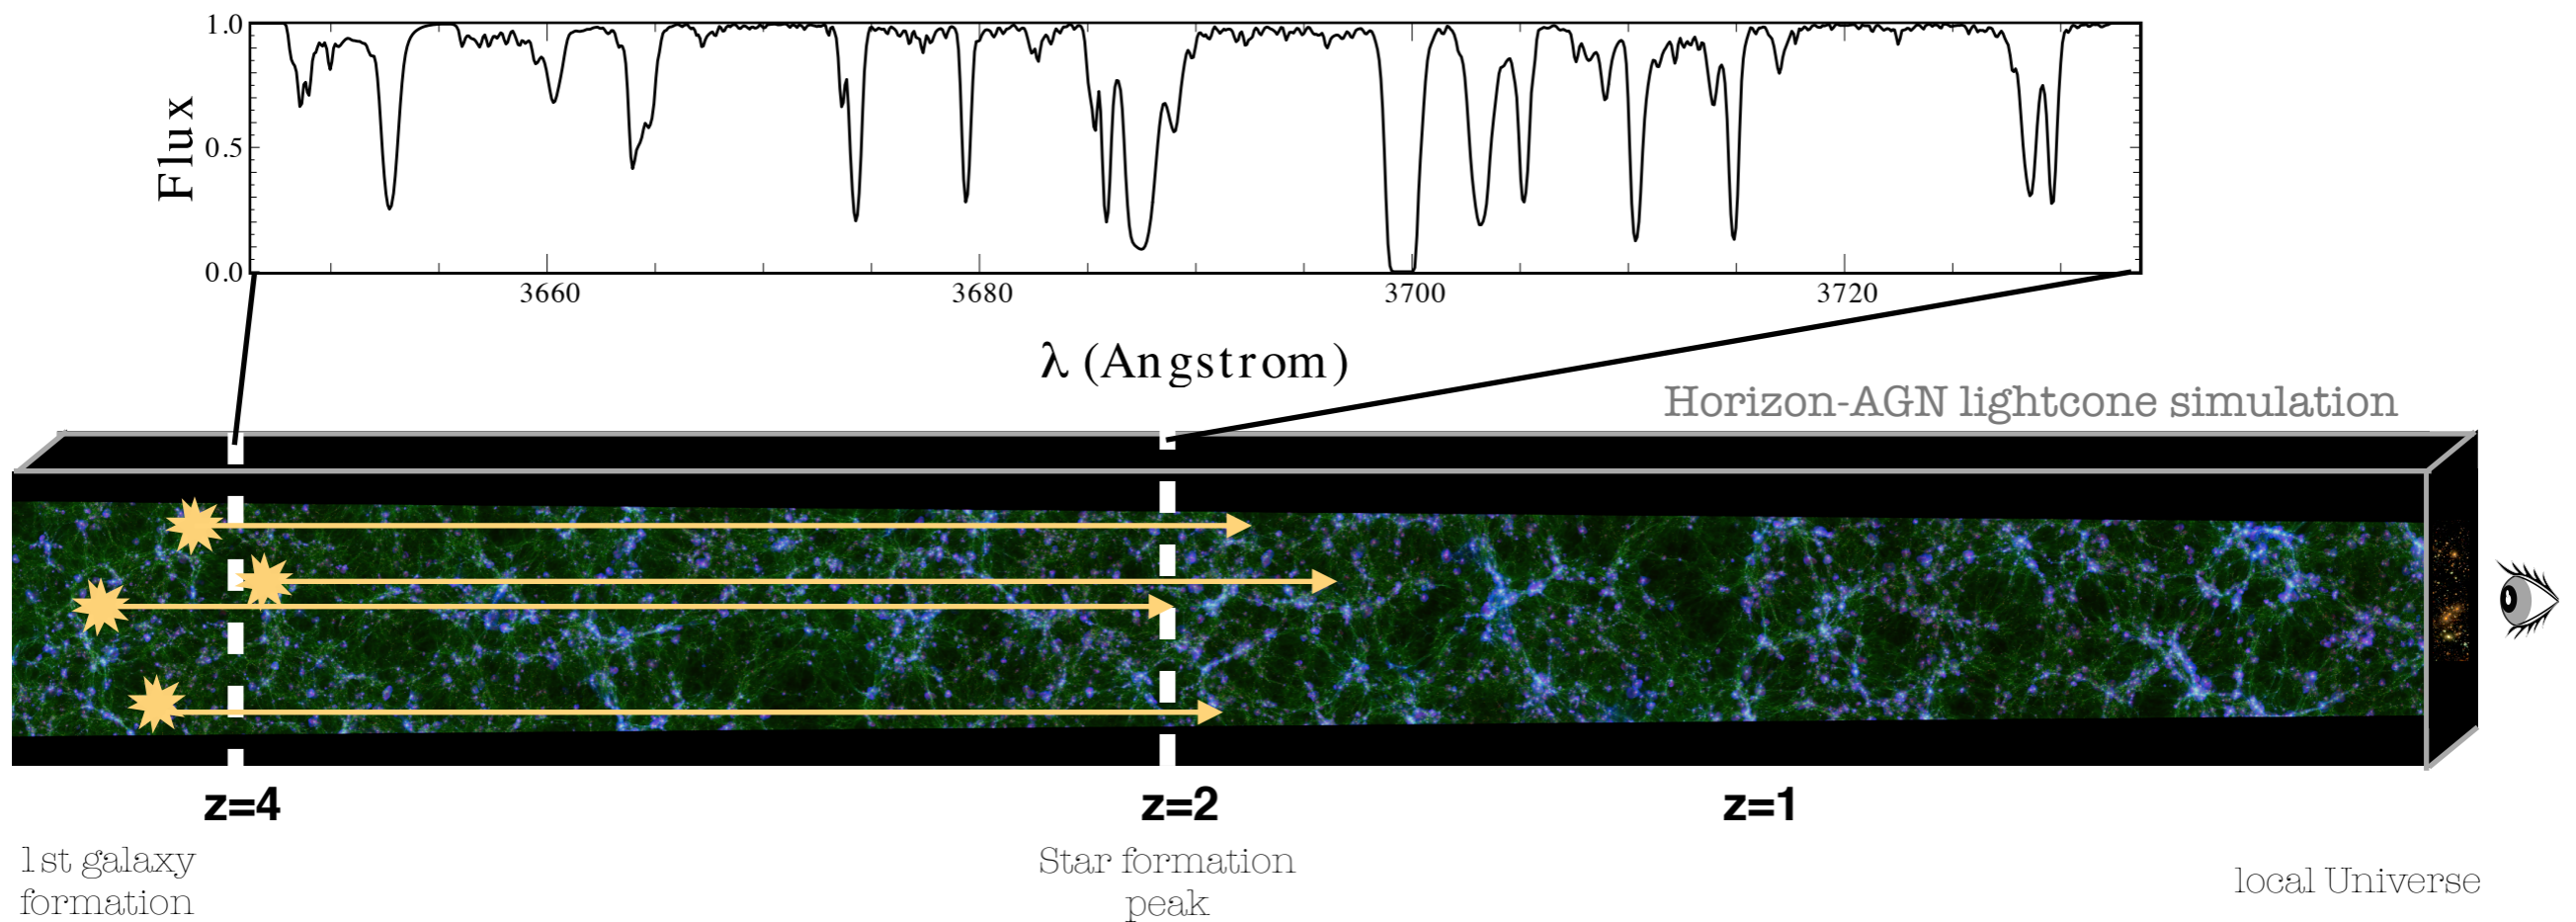 1.0
0.5
0.0
Flux
3660 3680 3700 3720
λ (Angstrom)
Horizon-AGN lightcone simulation
z=4 z=2 z=1
1st galaxy
formation
Star formation
peak
local Universe